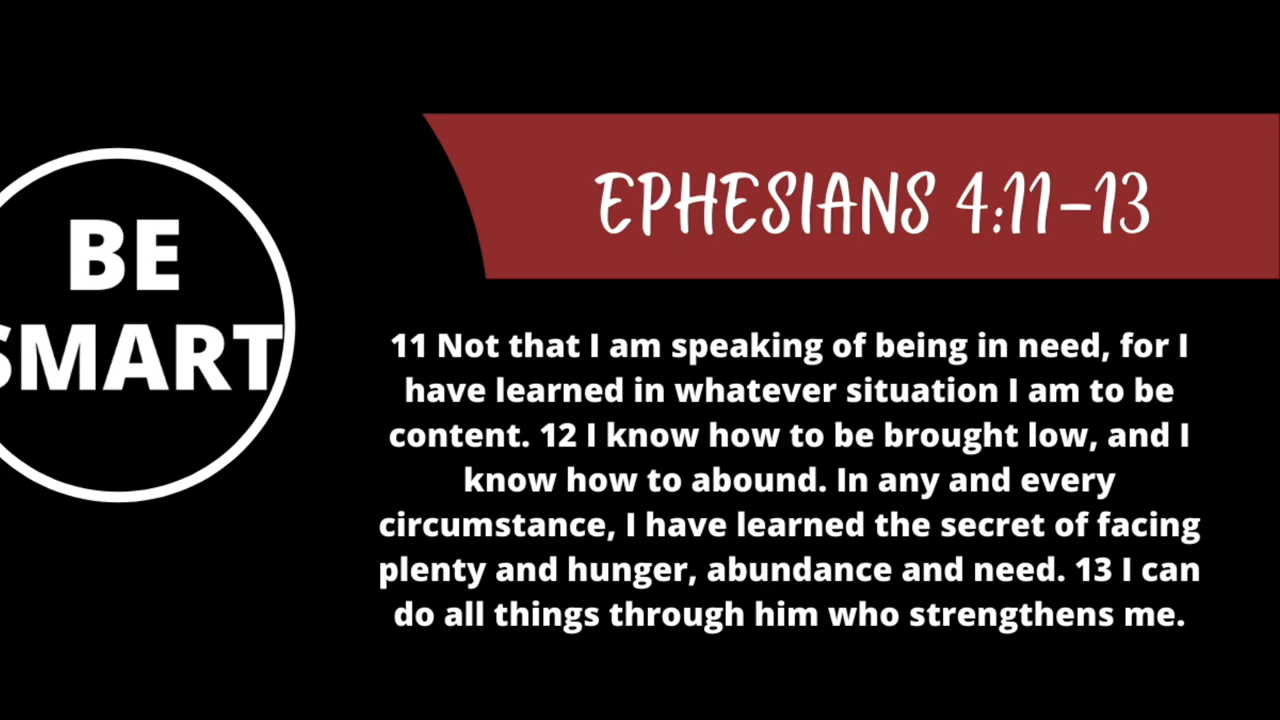 BE
SMART
EPHESIANS 4:11-13
11 Not that I am speaking of being in need, for I
have learned in whatever situation I am to be
content. 12 I know how to be brought low, and I
know how to abound. In any and every
circumstance, I have learned the secret of facing
plenty and hunger, abundance and need. 13 I can
do all things through him who strengthens me.